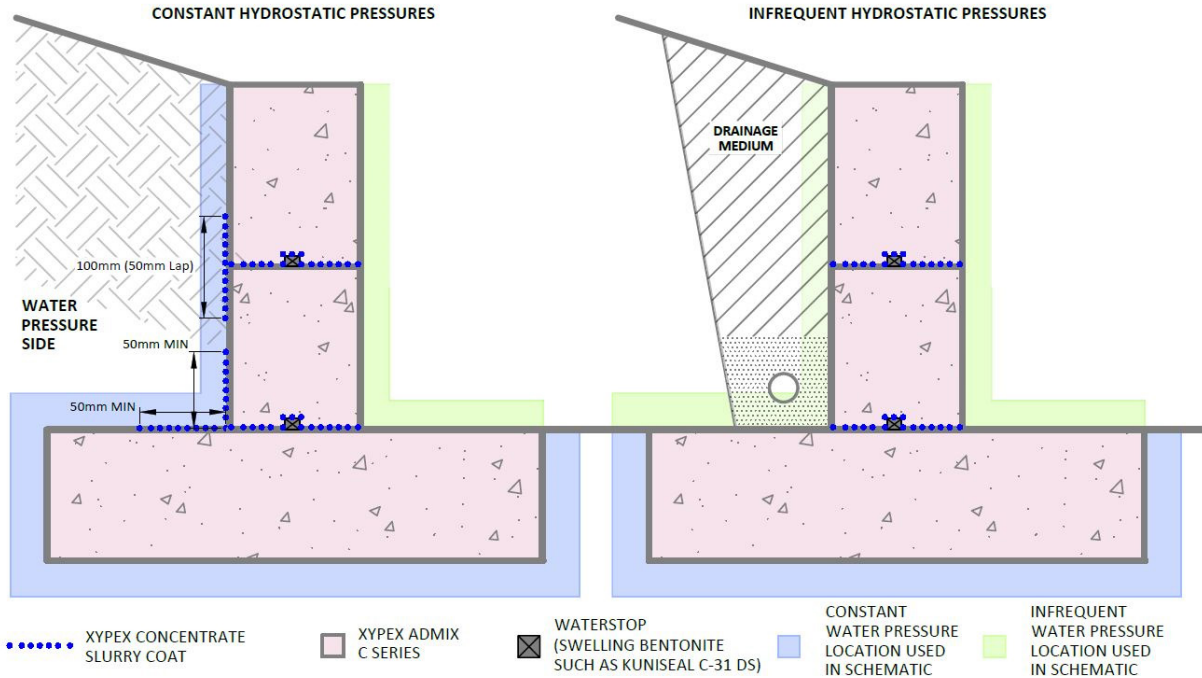 CONSTANT HYDROSTATIC PRESSURES
INFREQUENT HYDROSTATIC PRESSURES
DRAINAGE
MEDIUM
100mm (50mm Lap)
WATER
PRESSURE
SIDE
50mm MIN
50mm MIN
XYPEX CONCENTRATE
SLURRY COAT
XYPEX ADMIX
C SERIES
WATERSTOP
(SWELLING BENTONITE
SUCH AS KUNISEAL C-31 DS)
CONSTANT
WATER PRESSURE
LOCATION USED
IN SCHEMATIC
INFREQUENT
WATER PRESSURE
LOCATION USED
IN SCHEMATIC